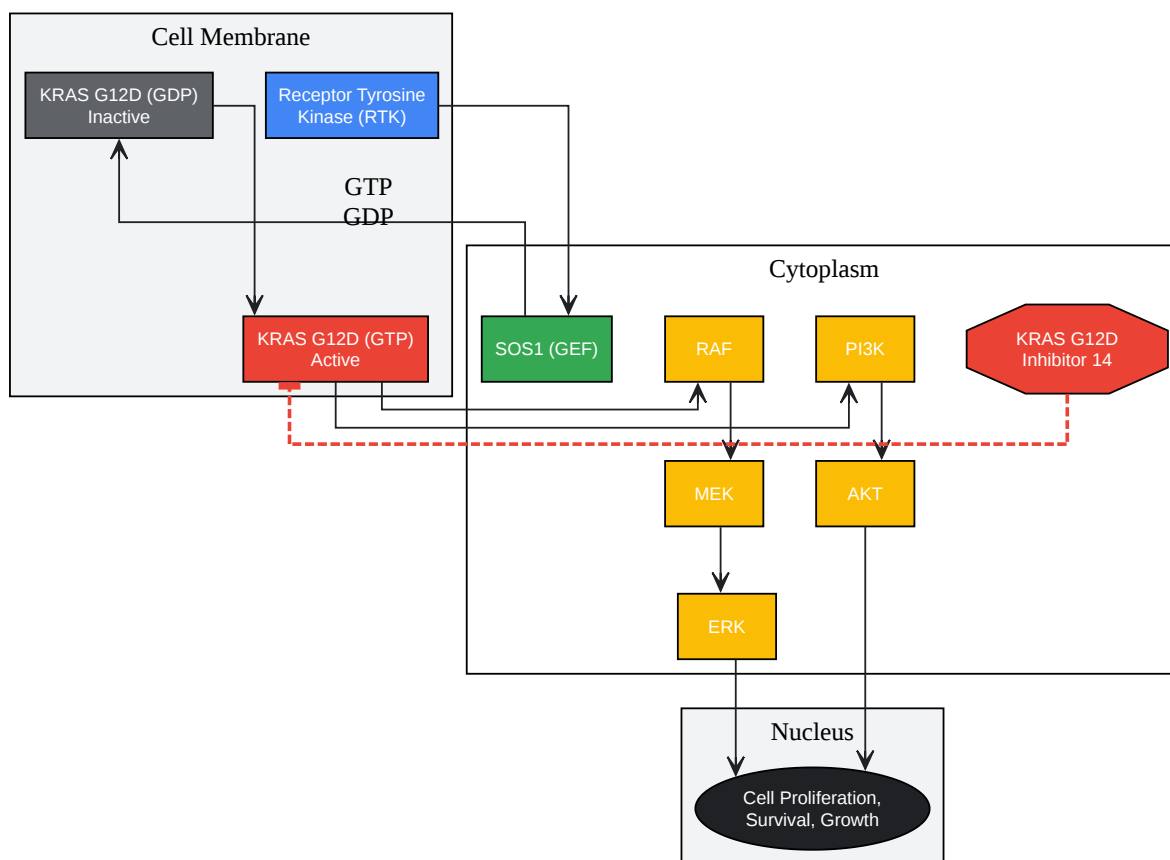 Cell Membrane
KRAS G12D (GDP)
Inactive
Receptor Tyrosine
Kinase (RTK)
GTP
GDP
Cytoplasm
KRAS G12D (GTP)
Active
SOS1 (GEF)
RAF
PI3K
KRAS G12D
Inhibitor 14
MEK
AKT
ERK
Nucleus
Cell Proliferation,
Survival, Growth